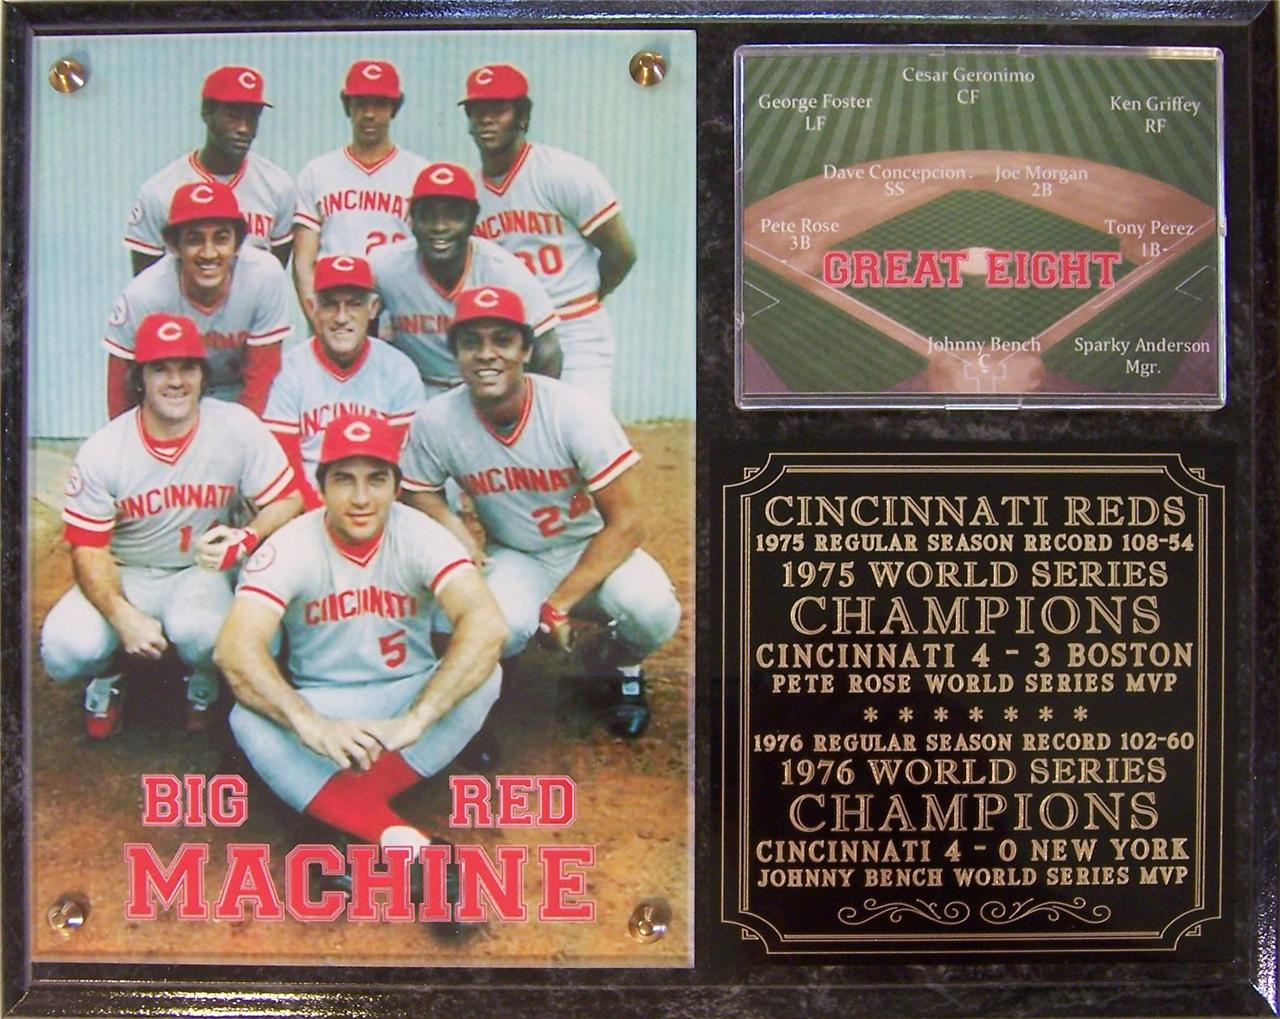 C
C
C
C
C
C
C
C
C
CINCINNATI
CINCINNATI
30
CINCINNATI
1
CINCINNATI
24
CINCINNATI
5
BIG RED
MACHINE
Cesar Geronimo
CF
George Foster
LF
Ken Griffey
RF
Dave Concepcion
SS
Joe Morgan
2B
Pete Rose
3B
Tony Perez
1B
GREAT EIGHT
Johnny Bench
C
Sparky Anderson
Mgr.
CINCINNATI REDS
1975 REGULAR SEASON RECORD 108-54
1975 WORLD SERIES
CHAMPIONS
CINCINNATI 4 - 3 BOSTON
PETE ROSE WORLD SERIES MVP
* * * * * * *
1976 REGULAR SEASON RECORD 102-60
1976 WORLD SERIES
CHAMPIONS
CINCINNATI 4 - 0 NEW YORK
JOHNNY BENCH WORLD SERIES MVP